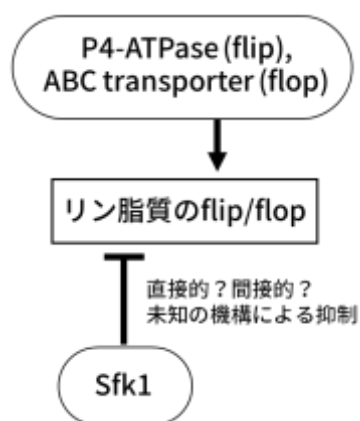 P4-ATPase (flip),
ABC transporter (flop)
リン脂質のflip/flop
直接的？間接的？
未知の機構による抑制
Sfk1